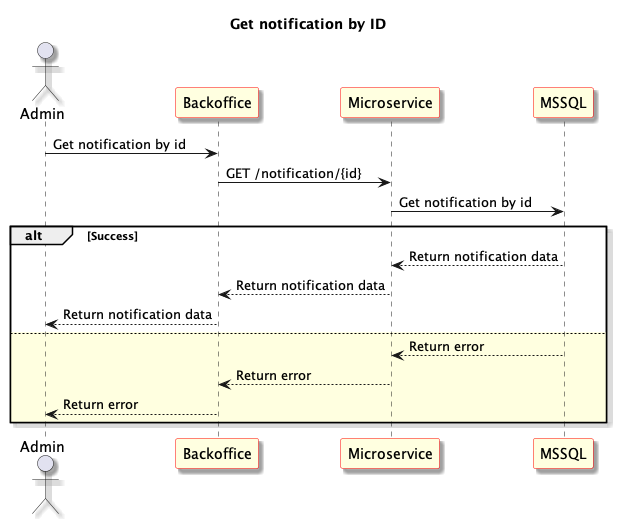 Get notification by ID
Admin
Backoffice
Microservice
MSSQL
Get notification by id
GET /notification/{id}
Get notification by id
alt
[Success]
Return notification data
Return notification data
Return notification data
Return error
Return error
Return error
Admin
Backoffice
Microservice
MSSQL